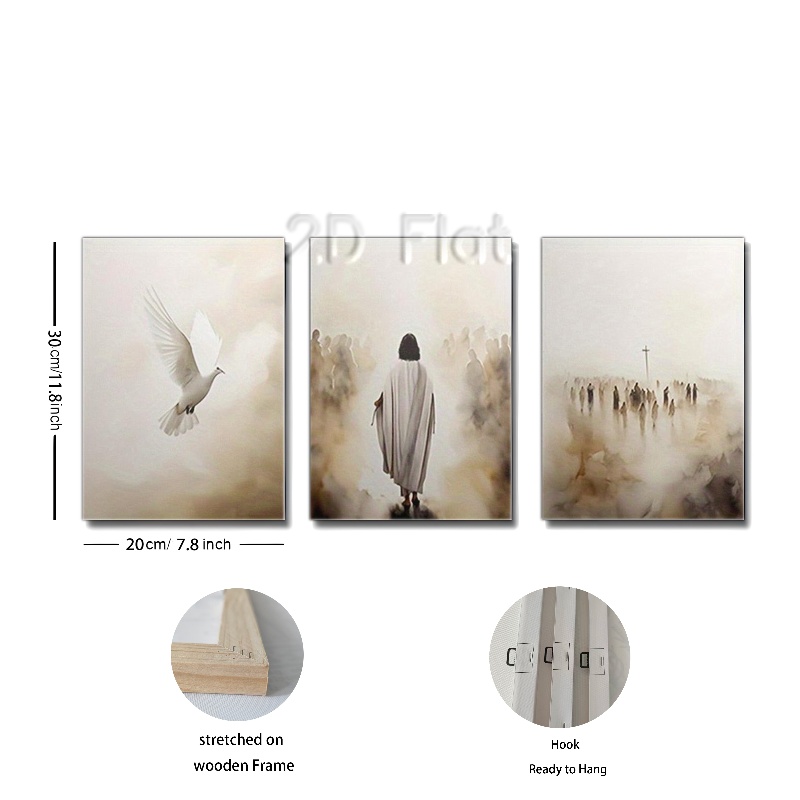 2D Flat
30cm/11.8inch
20cm/ 7.8 inch
stretched on
wooden Frame
Hook
Ready to Hang